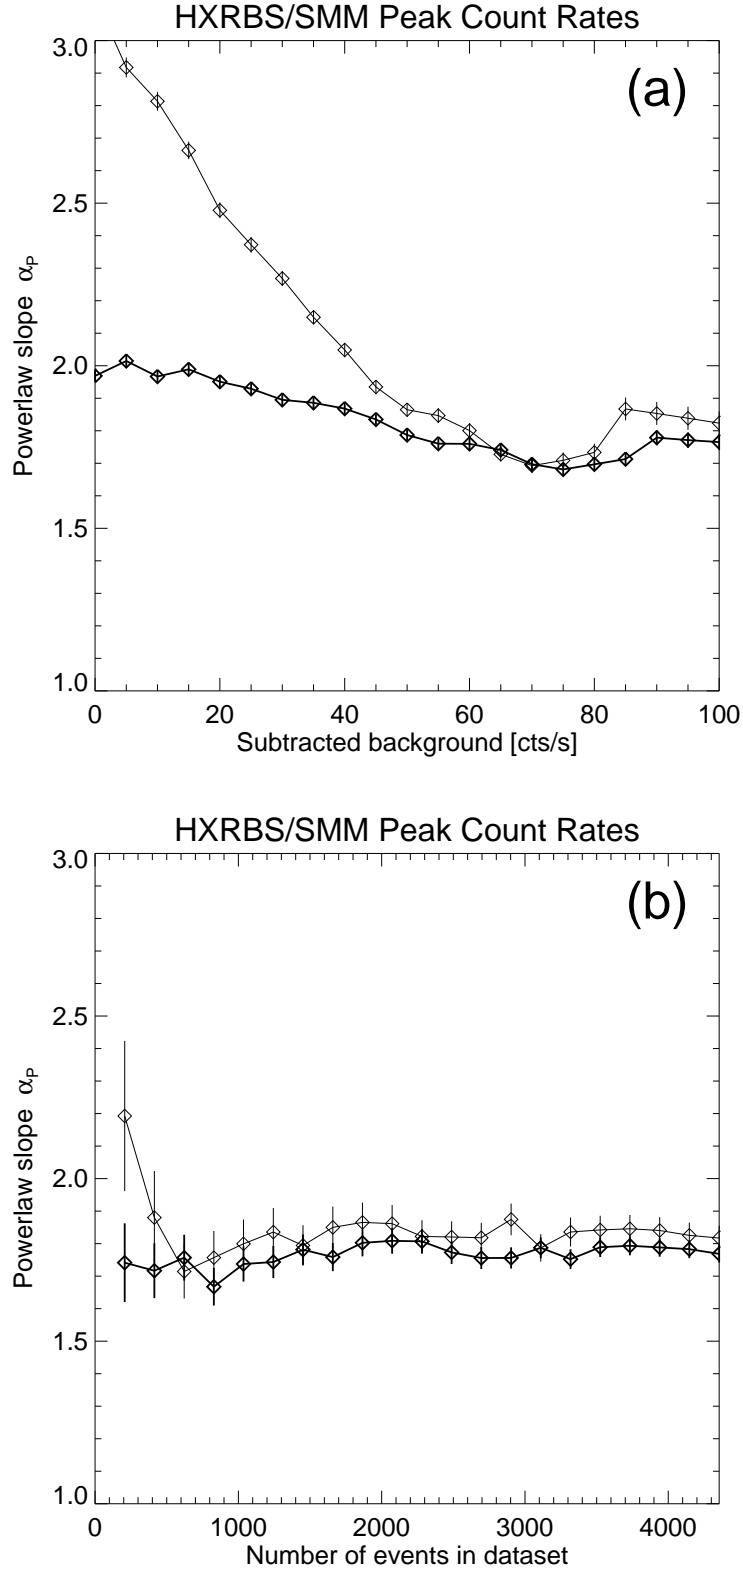 HXRBS/SMM Peak Count Rates
(a)
3.0
2.5
2.0
1.5
1.0
Powerlaw slope αP
0 20 40 60 80 100
Subtracted background [cts/s]
HXRBS/SMM Peak Count Rates
(b)
3.0
2.5
2.0
1.5
1.0
Powerlaw slope αP
0 1000 2000 3000 4000
Number of events in dataset